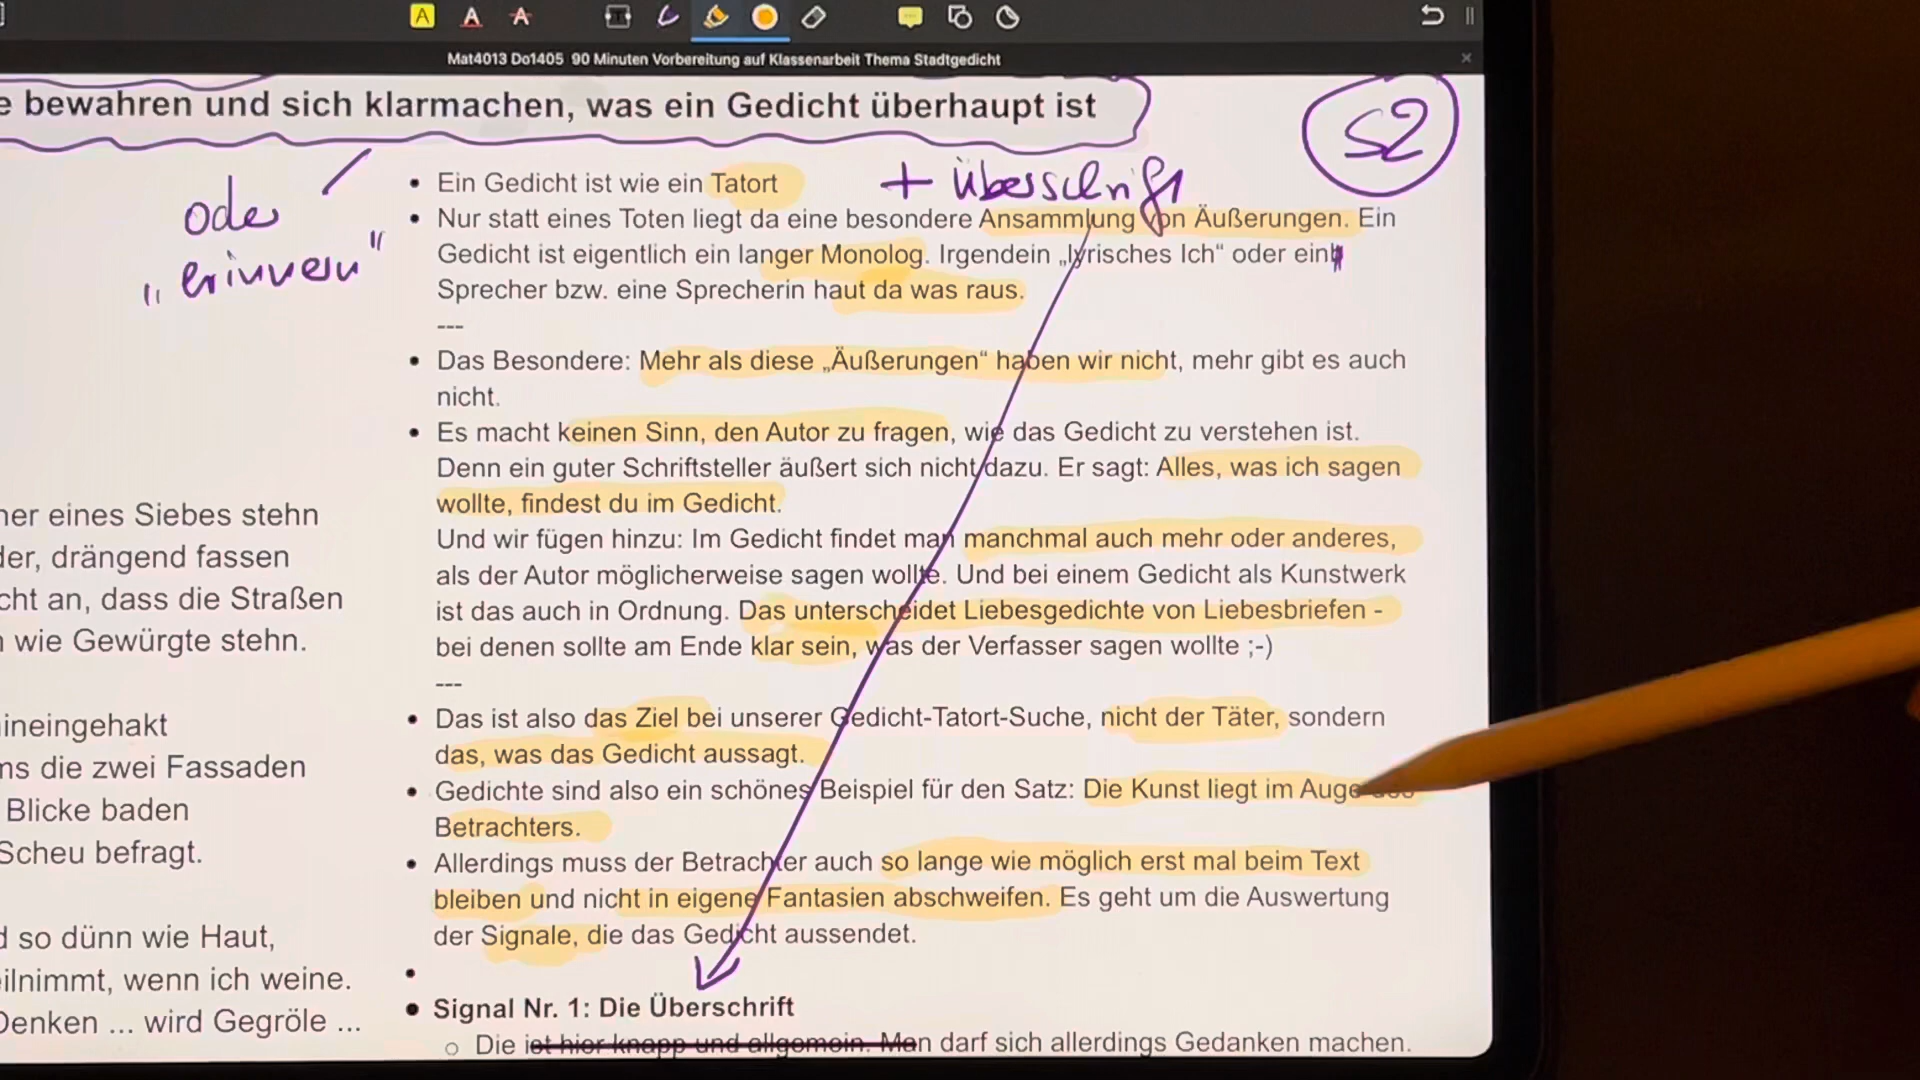 A A A
Mat4013 Do1405 90 Minuten Vorbereitung auf Klassenarbeit Thema Stadtgedicht
e bewahren und sich klarmachen, was ein Gedicht überhaupt ist
S2
oder
"erinnern"
+ Überschrift
• Ein Gedicht ist wie ein Tatort
• Nur statt eines Toten liegt da eine besondere Ansammlung von Äußerungen. Ein
Gedicht ist eigentlich ein langer Monolog. Irgendein „lyrisches Ich“ oder ein
Sprecher bzw. eine Sprecherin haut da was raus.
---
• Das Besondere: Mehr als diese „Äußerungen“ haben wir nicht, mehr gibt es auch
nicht.
• Es macht keinen Sinn, den Autor zu fragen, wie das Gedicht zu verstehen ist.
Denn ein guter Schriftsteller äußert sich nicht dazu. Er sagt: Alles, was ich sagen
wollte, findest du im Gedicht.
Und wir fügen hinzu: Im Gedicht findet man manchmal auch mehr oder anderes,
als der Autor möglicherweise sagen wollte. Und bei einem Gedicht als Kunstwerk
ist das auch in Ordnung. Das unterscheidet Liebesgedichte von Liebesbriefen -
bei denen sollte am Ende klar sein, was der Verfasser sagen wollte ;-)
---
• Das ist also das Ziel bei unserer Gedicht-Tatort-Suche, nicht der Täter, sondern
das, was das Gedicht aussagt.
• Gedichte sind also ein schönes Beispiel für den Satz: Die Kunst liegt im Auge
Betrachters.
• Allerdings muss der Betrachter auch so lange wie möglich erst mal beim Text
bleiben und nicht in eigene Fantasien abschweifen. Es geht um die Auswertung
der Signale, die das Gedicht aussendet.
•
• Signal Nr. 1: Die Überschrift
○ Die ist hier knapp und allgemein. Man darf sich allerdings Gedanken machen.
her eines Siebes stehn
der, drängend fassen
cht an, dass die Straßen
n wie Gewürgte stehn.
ineingehakt
ms die zwei Fassaden
Blicke baden
Scheu befragt.
d so dünn wie Haut,
eilnimmt, wenn ich weine.
Denken ... wird Gegröle ...